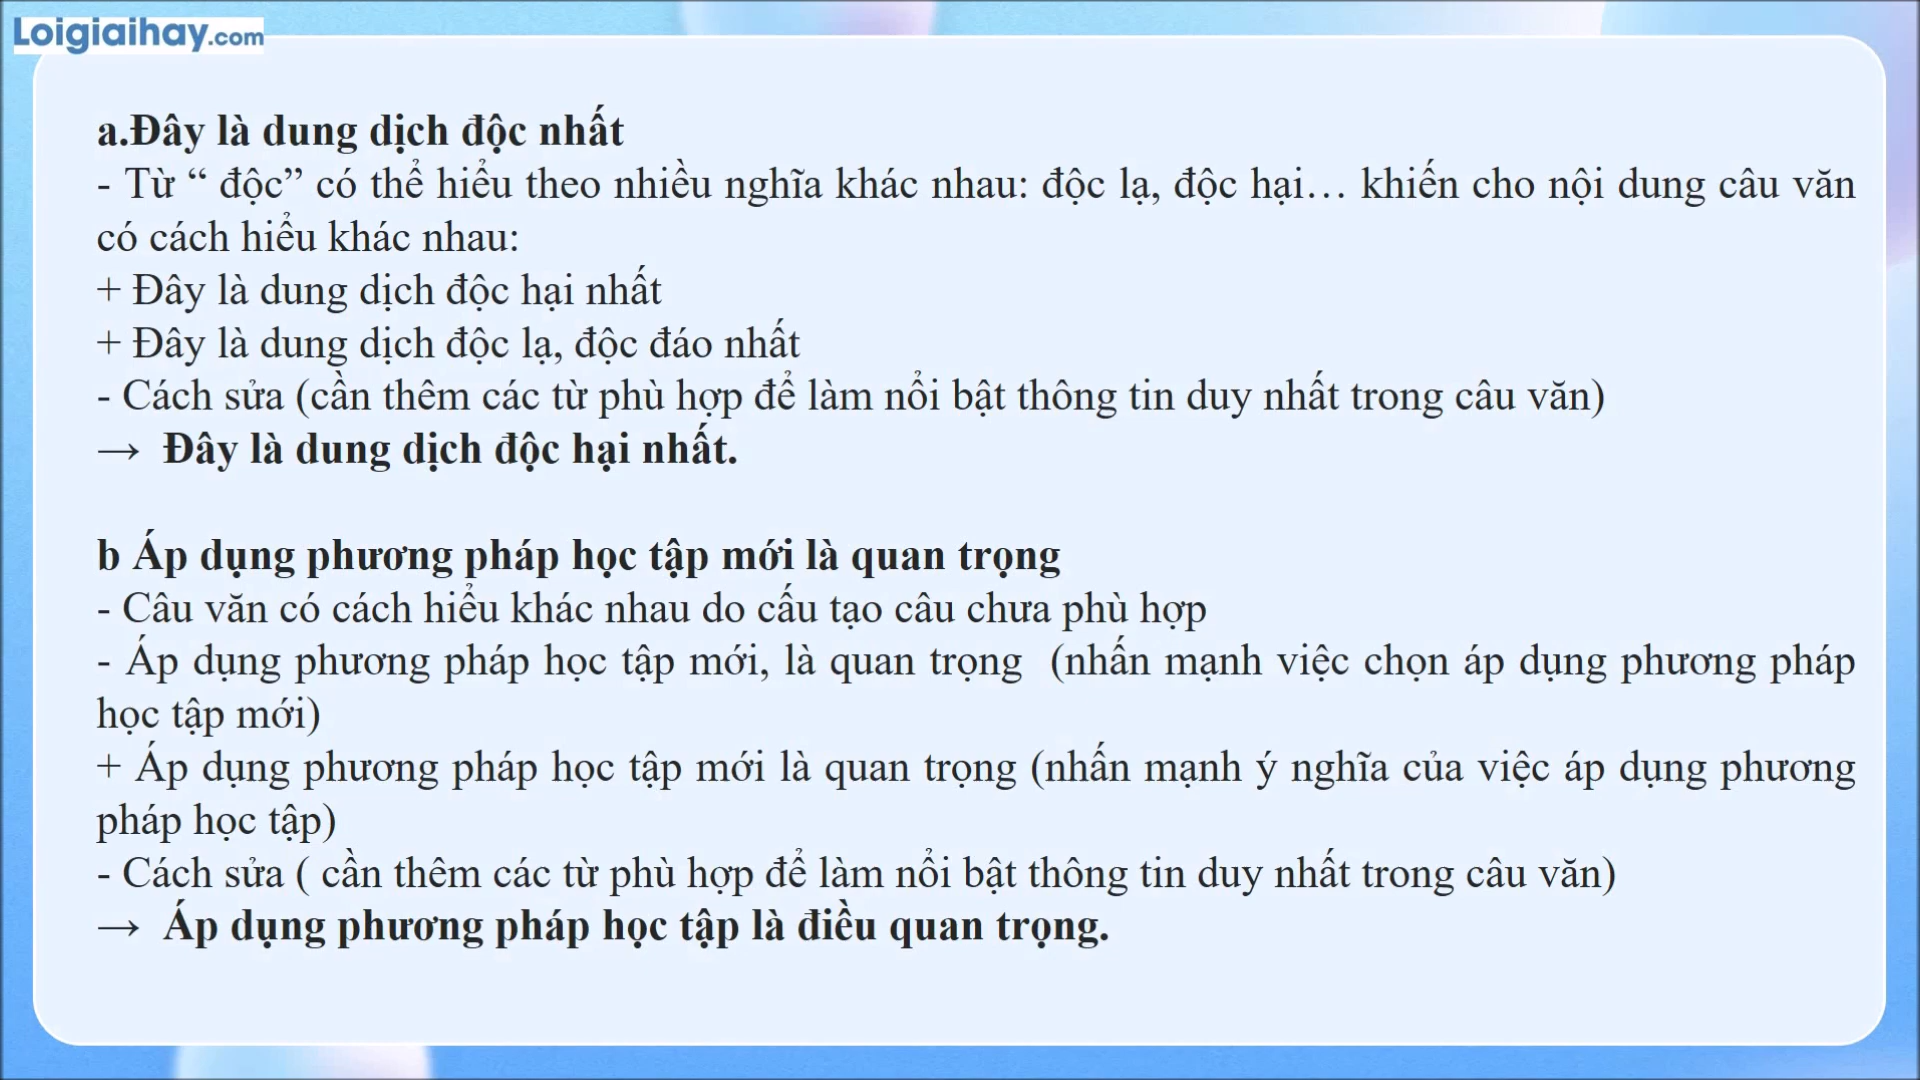 Loigiaihay.com
a.Đây là dung dịch độc nhất
- Từ “ độc” có thể hiểu theo nhiều nghĩa khác nhau: độc lạ, độc hại… khiến cho nội dung câu văn
có cách hiểu khác nhau:
+ Đây là dung dịch độc hại nhất
+ Đây là dung dịch độc lạ, độc đáo nhất
- Cách sửa (cần thêm các từ phù hợp để làm nổi bật thông tin duy nhất trong câu văn)
→ Đây là dung dịch độc hại nhất.
b Áp dụng phương pháp học tập mới là quan trọng
- Câu văn có cách hiểu khác nhau do cấu tạo câu chưa phù hợp
- Áp dụng phương pháp học tập mới, là quan trọng (nhấn mạnh việc chọn áp dụng phương pháp
học tập mới)
+ Áp dụng phương pháp học tập mới là quan trọng (nhấn mạnh ý nghĩa của việc áp dụng phương
pháp học tập)
- Cách sửa ( cần thêm các từ phù hợp để làm nổi bật thông tin duy nhất trong câu văn)
→ Áp dụng phương pháp học tập là điều quan trọng.